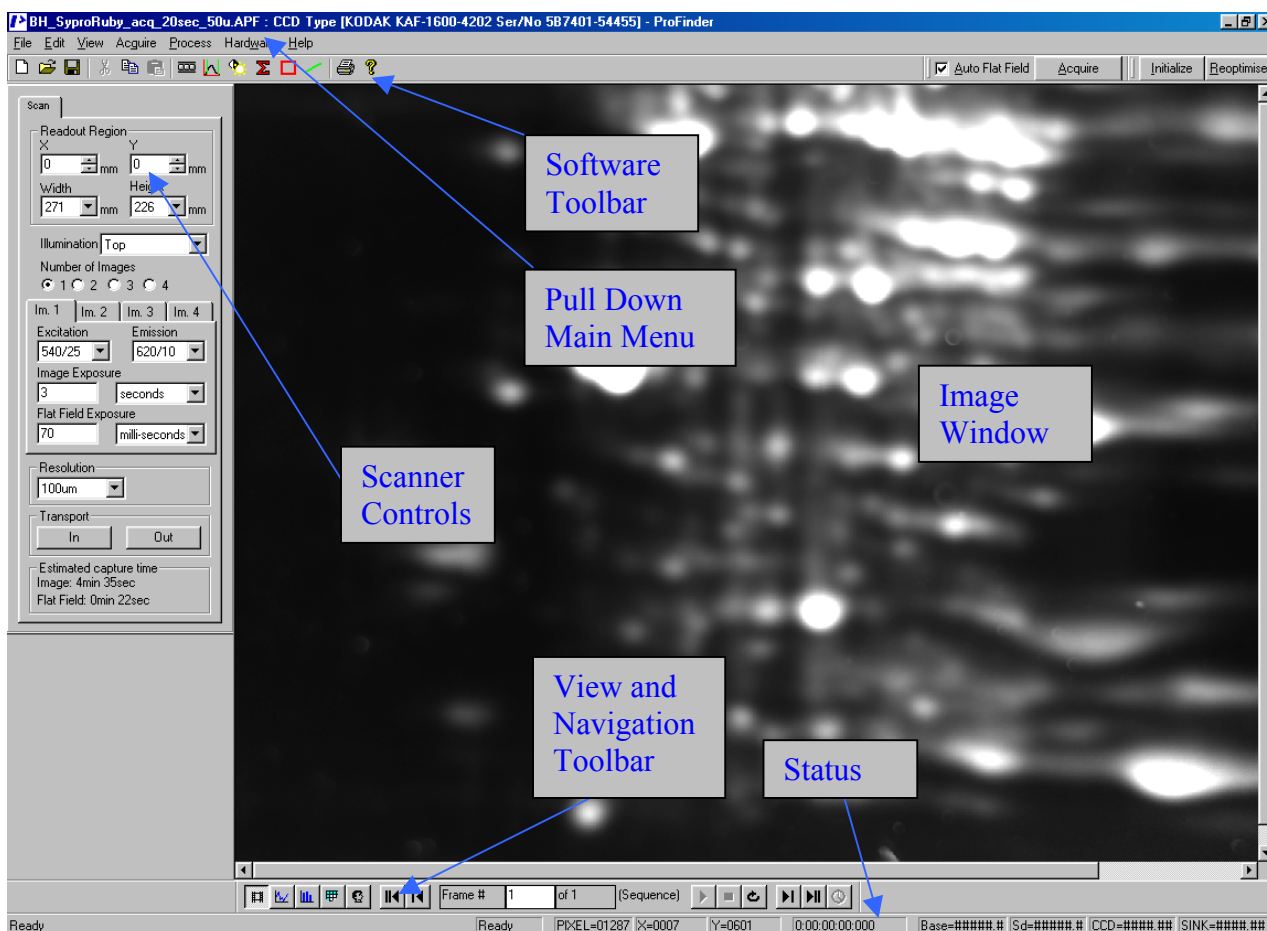 BH_SyproRuby_acq_20sec_50u.APF : CCD Type [KODAK KAF-1600-4202 Ser/No 5B7401-54455] - ProFinder
File Edit View Acquire Process Hardware Help
Auto Flat Field Acquire Initialize Reoptimise
Scan
Readout Region
X Y
0 mm 0 mm
Width Height
271 mm 226 mm
Illumination Top
Number of Images
1 2 3 4
Im. 1 Im. 2 Im. 3 Im. 4
Excitation Emission
540/25 620/10
Image Exposure
3 seconds
Flat Field Exposure
70 milli-seconds
Resolution
100um
Transport
In Out
Estimated capture time
Image: 4min 35sec
Flat Field: 0min 22sec
Software
Toolbar
Pull Down
Main Menu
Image
Window
Scanner
Controls
View and
Navigation
Toolbar
Status
Frame # 1 of 1 (Sequence)
Ready Ready PIXEL=01287 X=0007 Y=0601 0:00:00:00:000 Base=#####.# Sd=#####.# CCD=####.## SINK=####.##